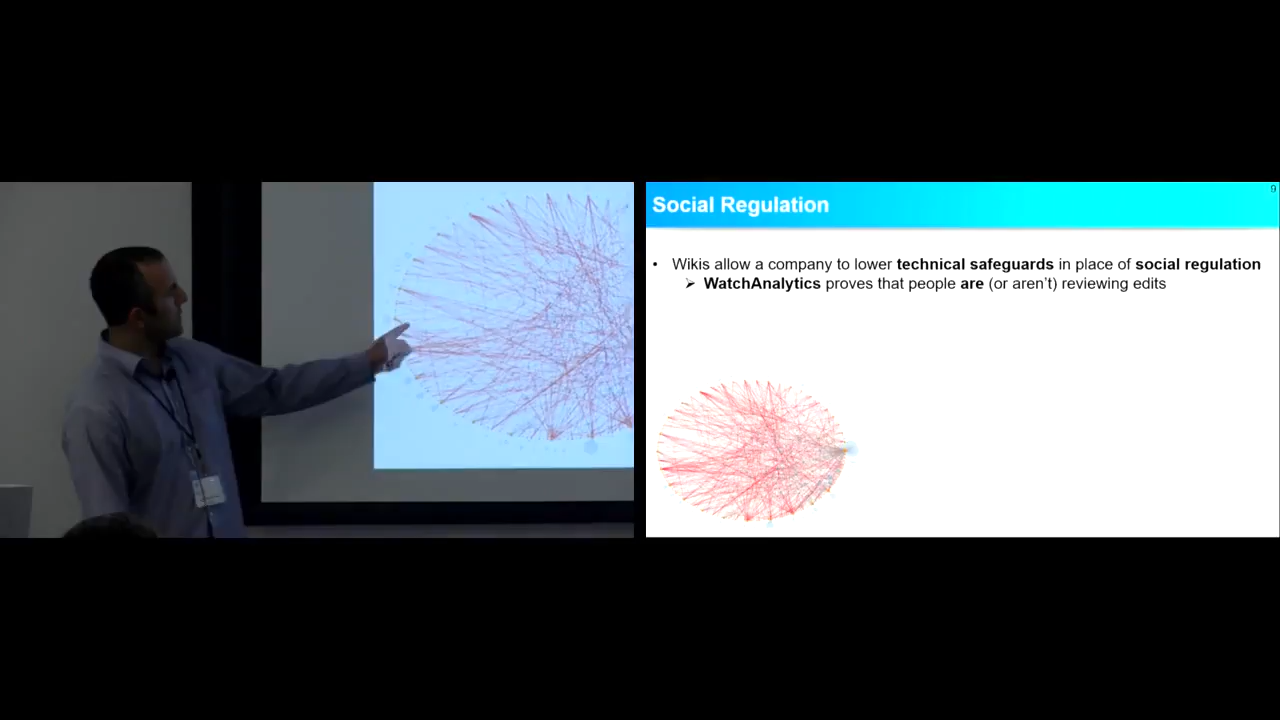 9
Social Regulation
• Wikis allow a company to lower technical safeguards in place of social regulation
➢ WatchAnalytics proves that people are (or aren't) reviewing edits